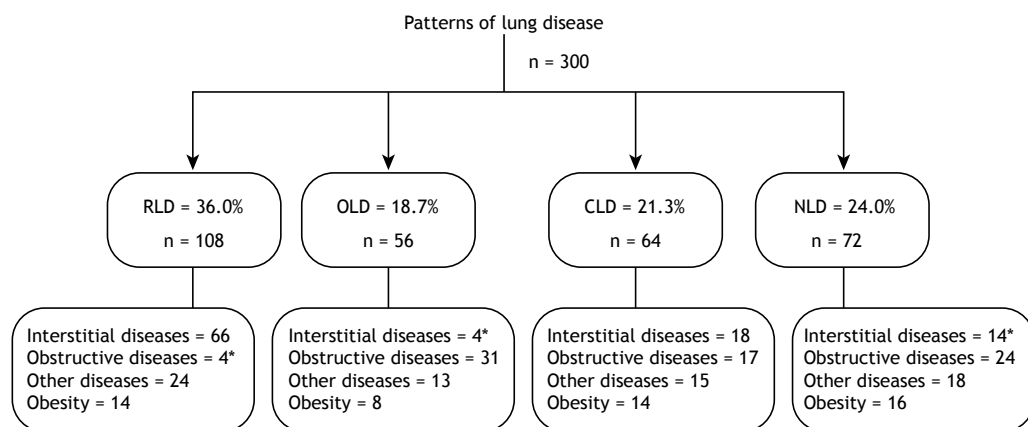 Patterns of lung disease
n = 300
RLD = 36.0%
n = 108
OLD = 18.7%
n = 56
CLD = 21.3%
n = 64
NLD = 24.0%
n = 72
Interstitial diseases = 66
Obstructive diseases = 4*
Other diseases = 24
Obesity = 14
Interstitial diseases = 4*
Obstructive diseases = 31
Other diseases = 13
Obesity = 8
Interstitial diseases = 18
Obstructive diseases = 17
Other diseases = 15
Obesity = 14
Interstitial diseases = 14*
Obstructive diseases = 24
Other diseases = 18
Obesity = 16